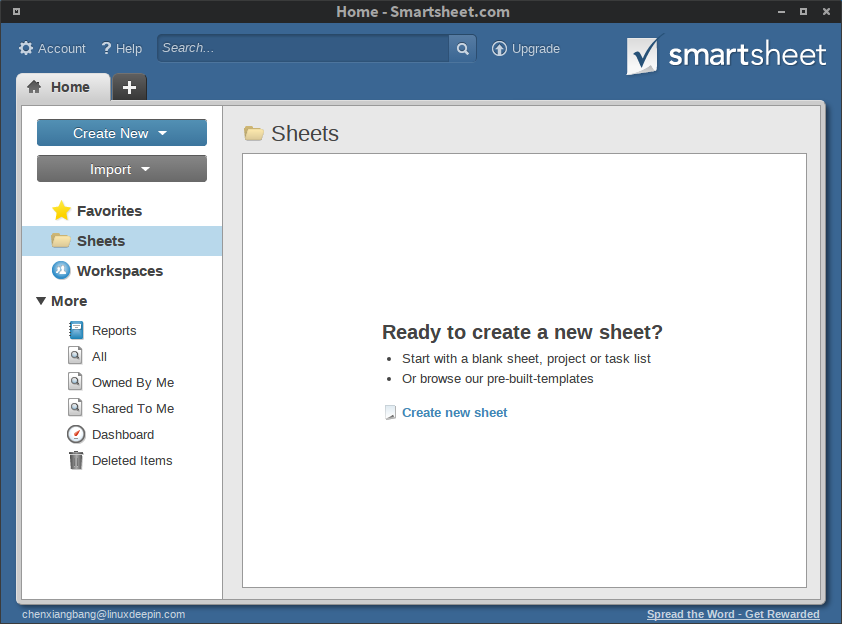 Home - Smartsheet.com
Account ? Help Search... Upgrade
smartsheet
Home
Create New
Import
Favorites
Sheets
Workspaces
More
Reports
All
Owned By Me
Shared To Me
Dashboard
Deleted Items
Sheets
Ready to create a new sheet?
• Start with a blank sheet, project or task list
• Or browse our pre-built-templates
Create new sheet
chenxiangbang@linuxdeepin.com
Spread the Word - Get Rewarded